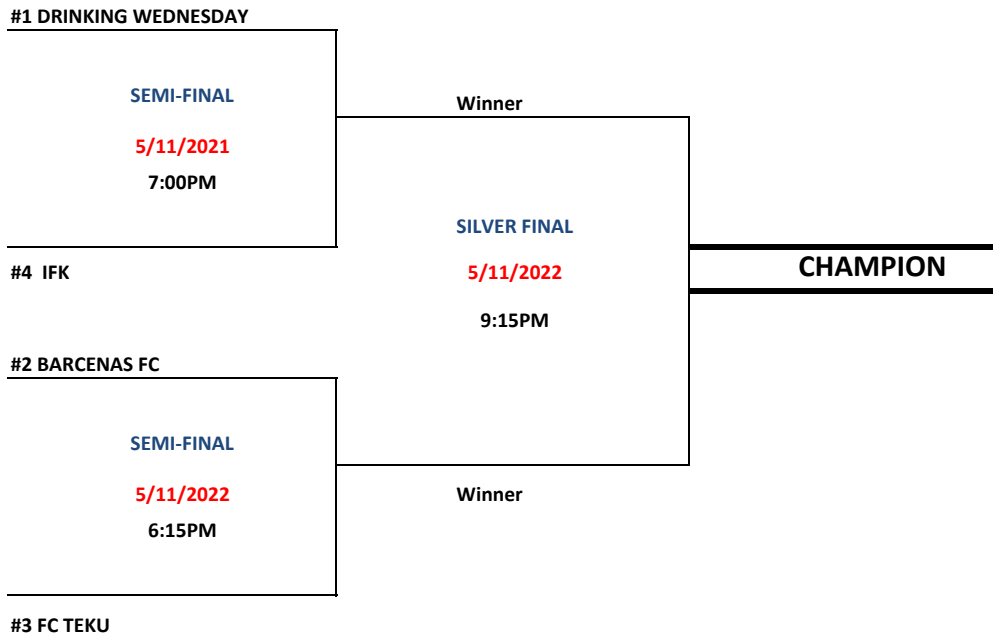 #1 DRINKING WEDNESDAY
SEMI-FINAL
5/11/2021
7:00PM
#4 IFK
Winner
SILVER FINAL
5/11/2022
9:15PM
CHAMPION
#2 BARCENAS FC
SEMI-FINAL
5/11/2022
6:15PM
#3 FC TEKU
Winner